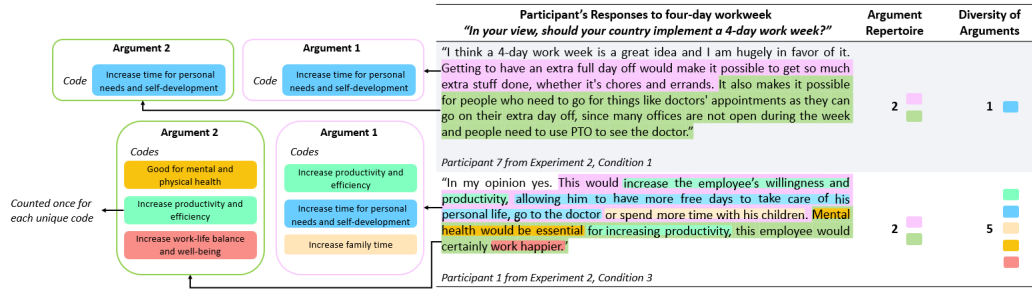 Participant's Responses to four-day workweek
"In your view, should your country implement a 4-day work week?"
Argument
Repertoire
Diversity of
Arguments
Argument 2
Code
Increase time for personal
needs and self-development
Argument 1
Code
Increase time for personal
needs and self-development
"I think a 4-day work week is a great idea and I am hugely in favor of it.
Getting to have an extra full day off would make it possible to get so much
extra stuff done, whether it's chores and errands. It also makes it possible
for people who need to go for things like doctors' appointments as they can
go on their extra day off, since many offices are not open during the week
and people need to use PTO to see the doctor."
Participant 7 from Experiment 2, Condition 1
2
1
Argument 2
Codes
Good for mental and
physical health
Increase productivity and
efficiency
Increase work-life balance
and well-being
Argument 1
Codes
Increase productivity and
efficiency
Increase time for personal
needs and self-development
Increase family time
Counted once for
each unique code
"In my opinion yes. This would increase the employee's willingness and
productivity, allowing him to have more free days to take care of his
personal life, go to the doctor or spend more time with his children. Mental
health would be essential for increasing productivity, this employee would
certainly work happier.'
Participant 1 from Experiment 2, Condition 3
2
5